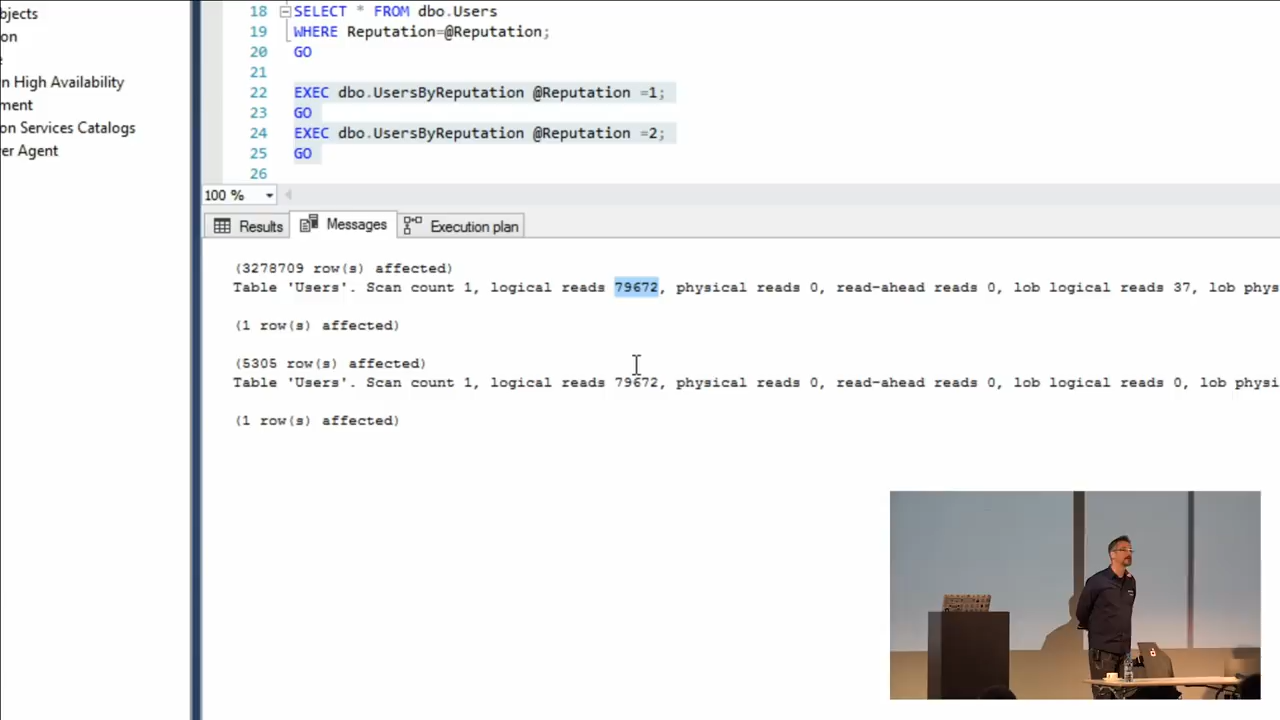 bjects
on
n High Availability
ment
on Services Catalogs
er Agent
18 SELECT * FROM dbo.Users
19 WHERE Reputation=@Reputation;
20 GO
21
22 EXEC dbo.UsersByReputation @Reputation =1;
23 GO
24 EXEC dbo.UsersByReputation @Reputation =2;
25 GO
26
100 %
Results Messages Execution plan
(3278709 row(s) affected)
Table 'Users'. Scan count 1, logical reads 79672, physical reads 0, read-ahead reads 0, lob logical reads 37, lob phys
(1 row(s) affected)
(5305 row(s) affected)
Table 'Users'. Scan count 1, logical reads 79672, physical reads 0, read-ahead reads 0, lob logical reads 0, lob physi
(1 row(s) affected)